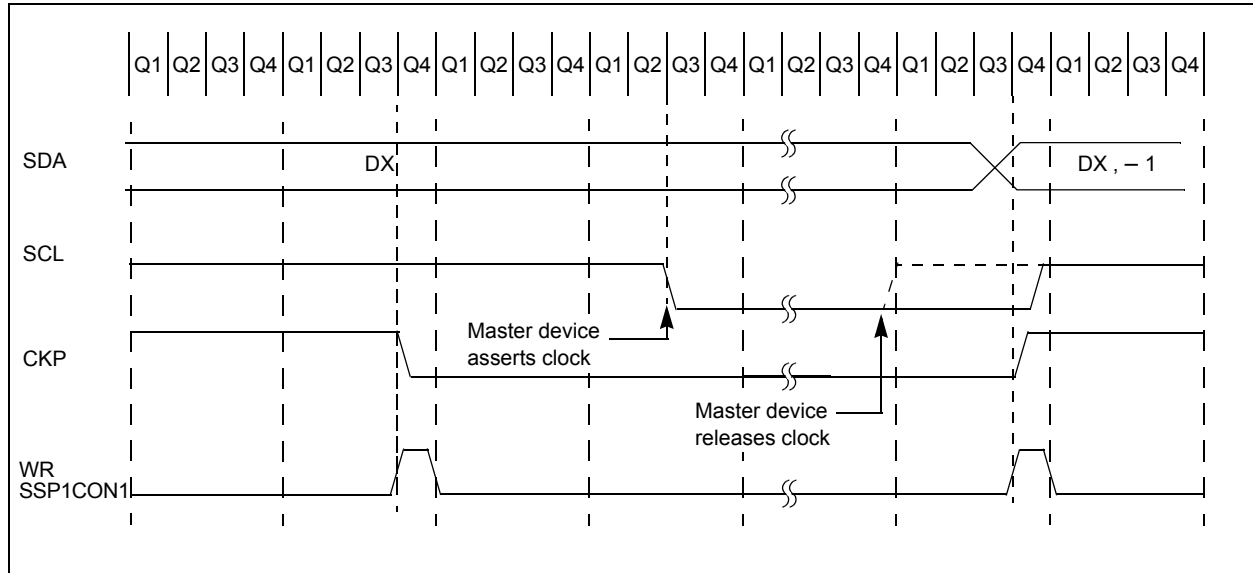 Q1 Q2 Q3 Q4 Q1 Q2 Q3 Q4 Q1 Q2 Q3 Q4 Q1 Q2 Q3 Q4 Q1 Q2 Q3 Q4 Q1 Q2 Q3 Q4 Q1 Q2 Q3 Q4
SDA
DX
DX , – 1
SCL
Master device
asserts clock
CKP
Master device
releases clock
WR
SSP1CON1